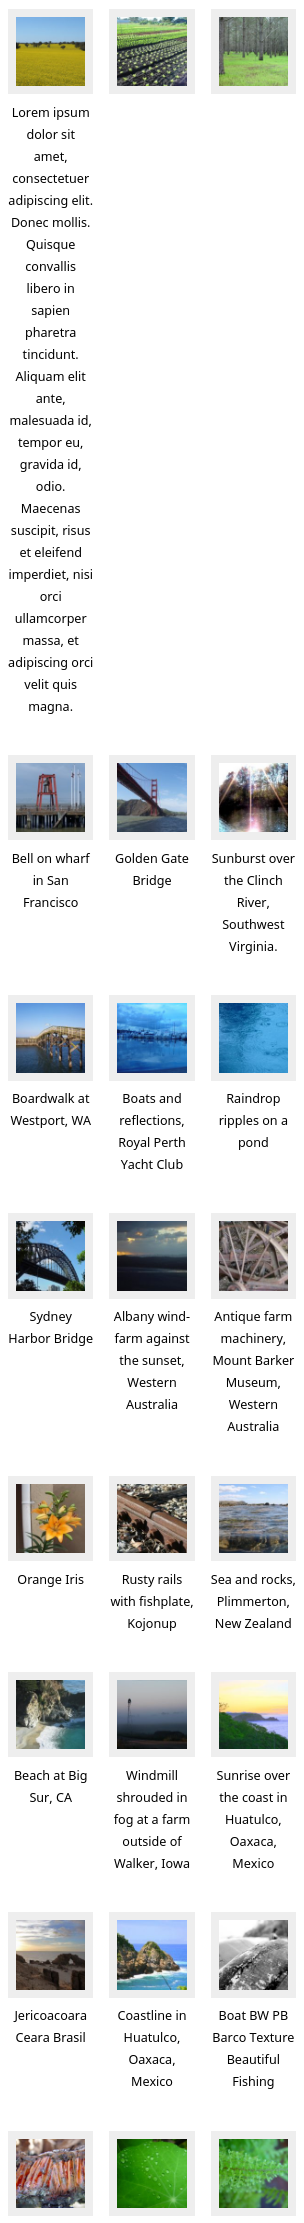 Lorem ipsum
dolor sit
amet,
consectetuer
adipiscing elit.
Donec mollis.
Quisque
convallis
libero in
sapien
pharetra
tincidunt.
Aliquam elit
ante,
malesuada id,
tempor eu,
gravida id,
odio.
Maecenas
suscipit, risus
et eleifend
imperdiet, nisi
orci
ullamcorper
massa, et
adipiscing orci
velit quis
magna.
Bell on wharf
in San
Francisco
Golden Gate
Bridge
Sunburst over
the Clinch
River,
Southwest
Virginia.
Boardwalk at
Westport, WA
Boats and
reflections,
Royal Perth
Yacht Club
Raindrop
ripples on a
pond
Sydney
Harbor Bridge
Albany wind-
farm against
the sunset,
Western
Australia
Antique farm
machinery,
Mount Barker
Museum,
Western
Australia
Orange Iris
Rusty rails
with fishplate,
Kojonup
Sea and rocks,
Plimmerton,
New Zealand
Beach at Big
Sur, CA
Windmill
shrouded in
fog at a farm
outside of
Walker, Iowa
Sunrise over
the coast in
Huatulco,
Oaxaca,
Mexico
Jericoacoara
Ceara Brasil
Coastline in
Huatulco,
Oaxaca,
Mexico
Boat BW PB
Barco Texture
Beautiful
Fishing